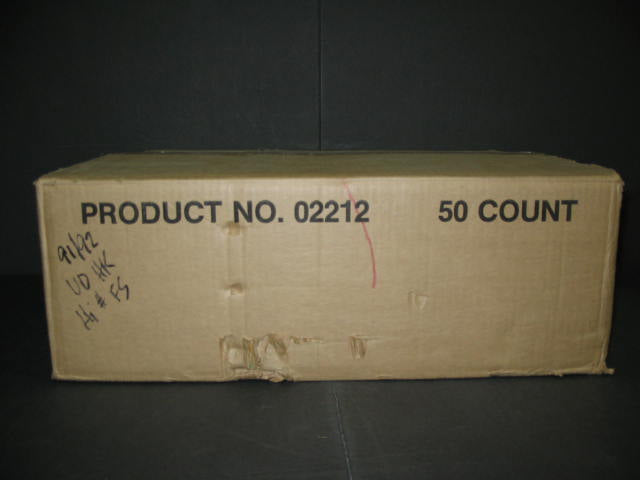 PRODUCT NO. 02212 50 COUNT
91/92
UD HK
Hi # FS